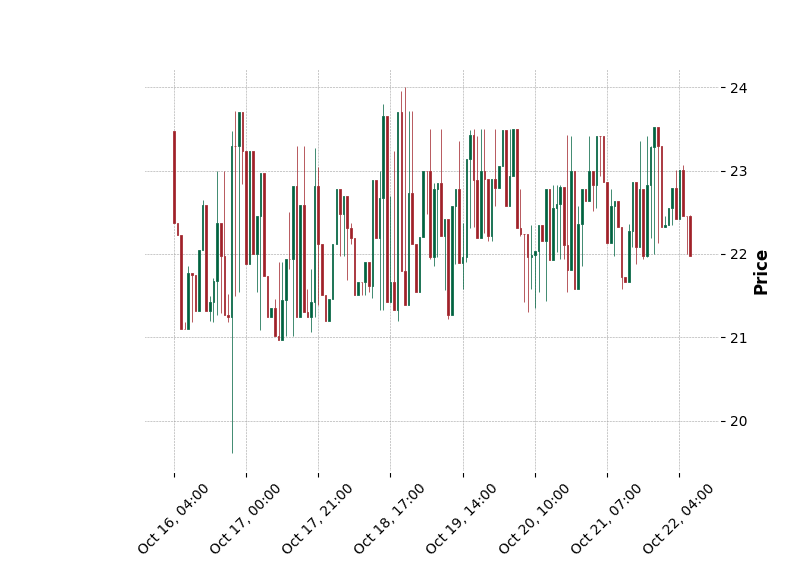 24
23
22
21
20
Price
Oct 16, 04:00
Oct 17, 00:00
Oct 17, 21:00
Oct 18, 17:00
Oct 19, 14:00
Oct 20, 10:00
Oct 21, 07:00
Oct 22, 04:00